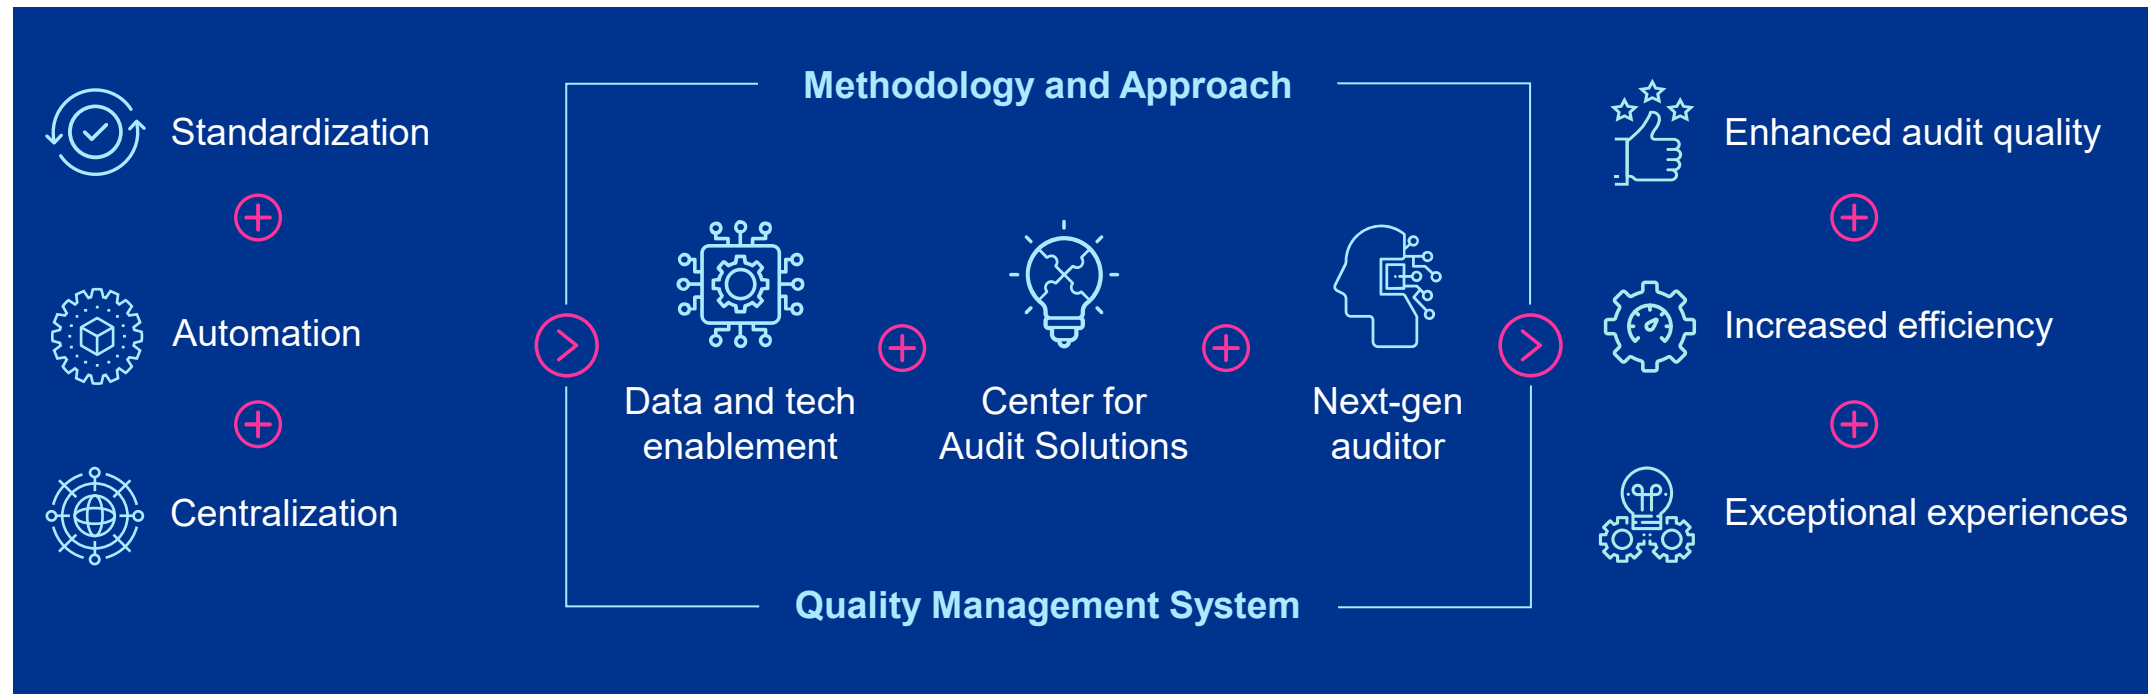 Standardization
Automation
Centralization
Methodology and Approach
Data and tech
enablement
Center for
Audit Solutions
Next-gen
auditor
Quality Management System
Enhanced audit quality
Increased efficiency
Exceptional experiences